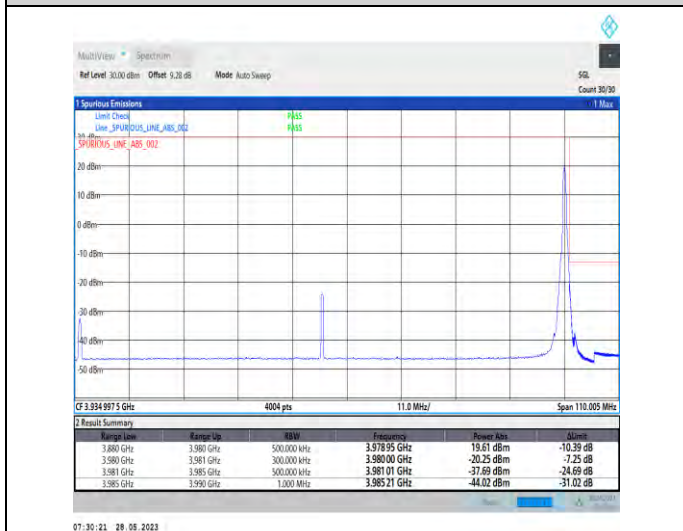 MultiView Spectrum
Ref Level 30.00 dBm Offset 9.28 dB Mode Auto Sweep SGL
Count 30/30
1 Spurious Emissions 1 Max
Limit Check PASS
Line _SPURIOUS_LINE_ABS_002 PASS
30 dBm
_SPURIOUS_LINE_ABS_002
20 dBm
10 dBm
0 dBm
-10 dBm
-20 dBm
-30 dBm
-40 dBm
-50 dBm
CF 3.934 997 5 GHz 4004 pts 11.0 MHz/ Span 110.005 MHz
2 Result Summary
Range Low Range Up RBW Frequency Power Abs ΔLimit
3.880 GHz 3.980 GHz 500.000 kHz 3.978 95 GHz 19.61 dBm -10.39 dB
3.980 GHz 3.981 GHz 300.000 kHz 3.980 00 GHz -20.25 dBm -7.25 dB
3.981 GHz 3.985 GHz 500.000 kHz 3.981 01 GHz -37.69 dBm -24.69 dB
3.985 GHz 3.990 GHz 1.000 MHz 3.985 21 GHz -44.02 dBm -31.02 dB
07:30:21 28.05.2023